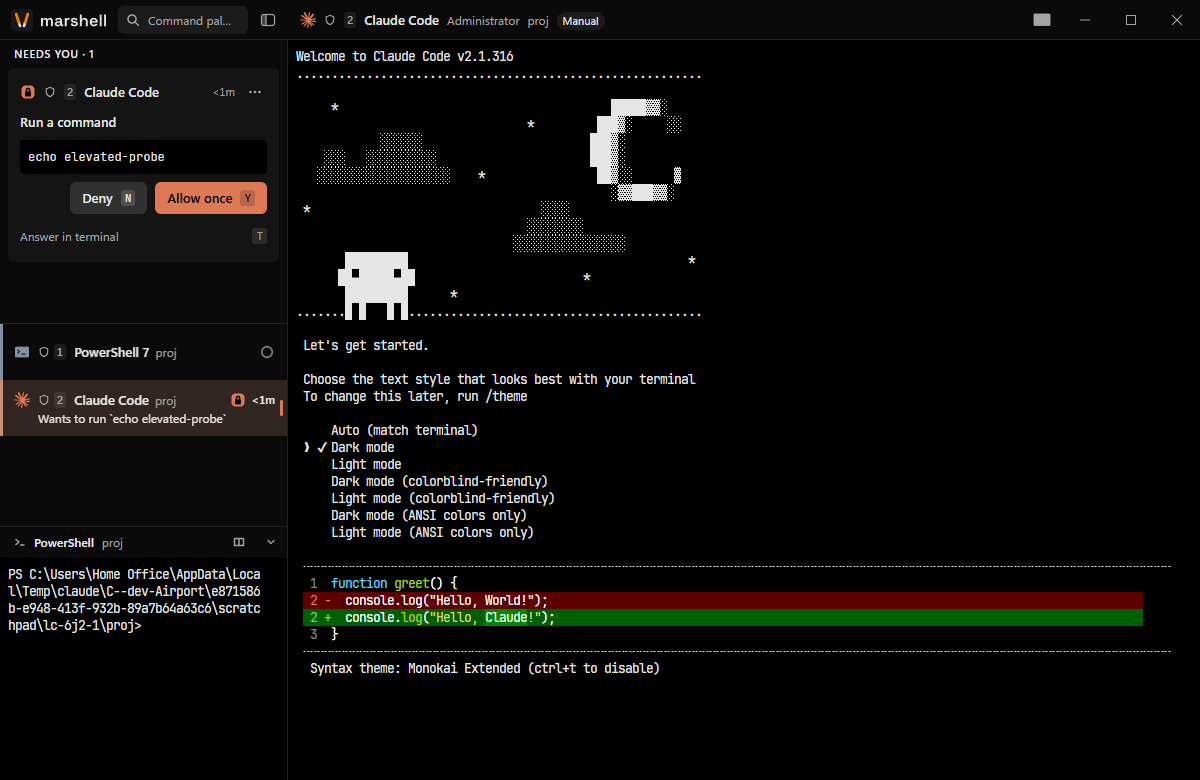 marshell
Command pal...
2 Claude Code Administrator proj Manual
NEEDS YOU · 1
2 Claude Code <1m ···
Run a command
echo elevated-probe
Deny N
Allow once Y
Answer in terminal T
1 PowerShell 7 proj
2 Claude Code proj <1m
Wants to run `echo elevated-probe`
PowerShell proj
PS C:\Users\Home Office\AppData\Loca
l\Temp\claude\C--dev-Airport\e871586
b-e948-413f-932b-89a7b64a63c6\scratc
hpad\lc-6j2-1\proj>
Welcome to Claude Code v2.1.316
Let's get started.
Choose the text style that looks best with your terminal
To change this later, run /theme
Auto (match terminal)
❯ ✓ Dark mode
Light mode
Dark mode (colorblind-friendly)
Light mode (colorblind-friendly)
Dark mode (ANSI colors only)
Light mode (ANSI colors only)
1 function greet() {
2 - console.log("Hello, World!");
2 + console.log("Hello, Claude!");
3 }
Syntax theme: Monokai Extended (ctrl+t to disable)